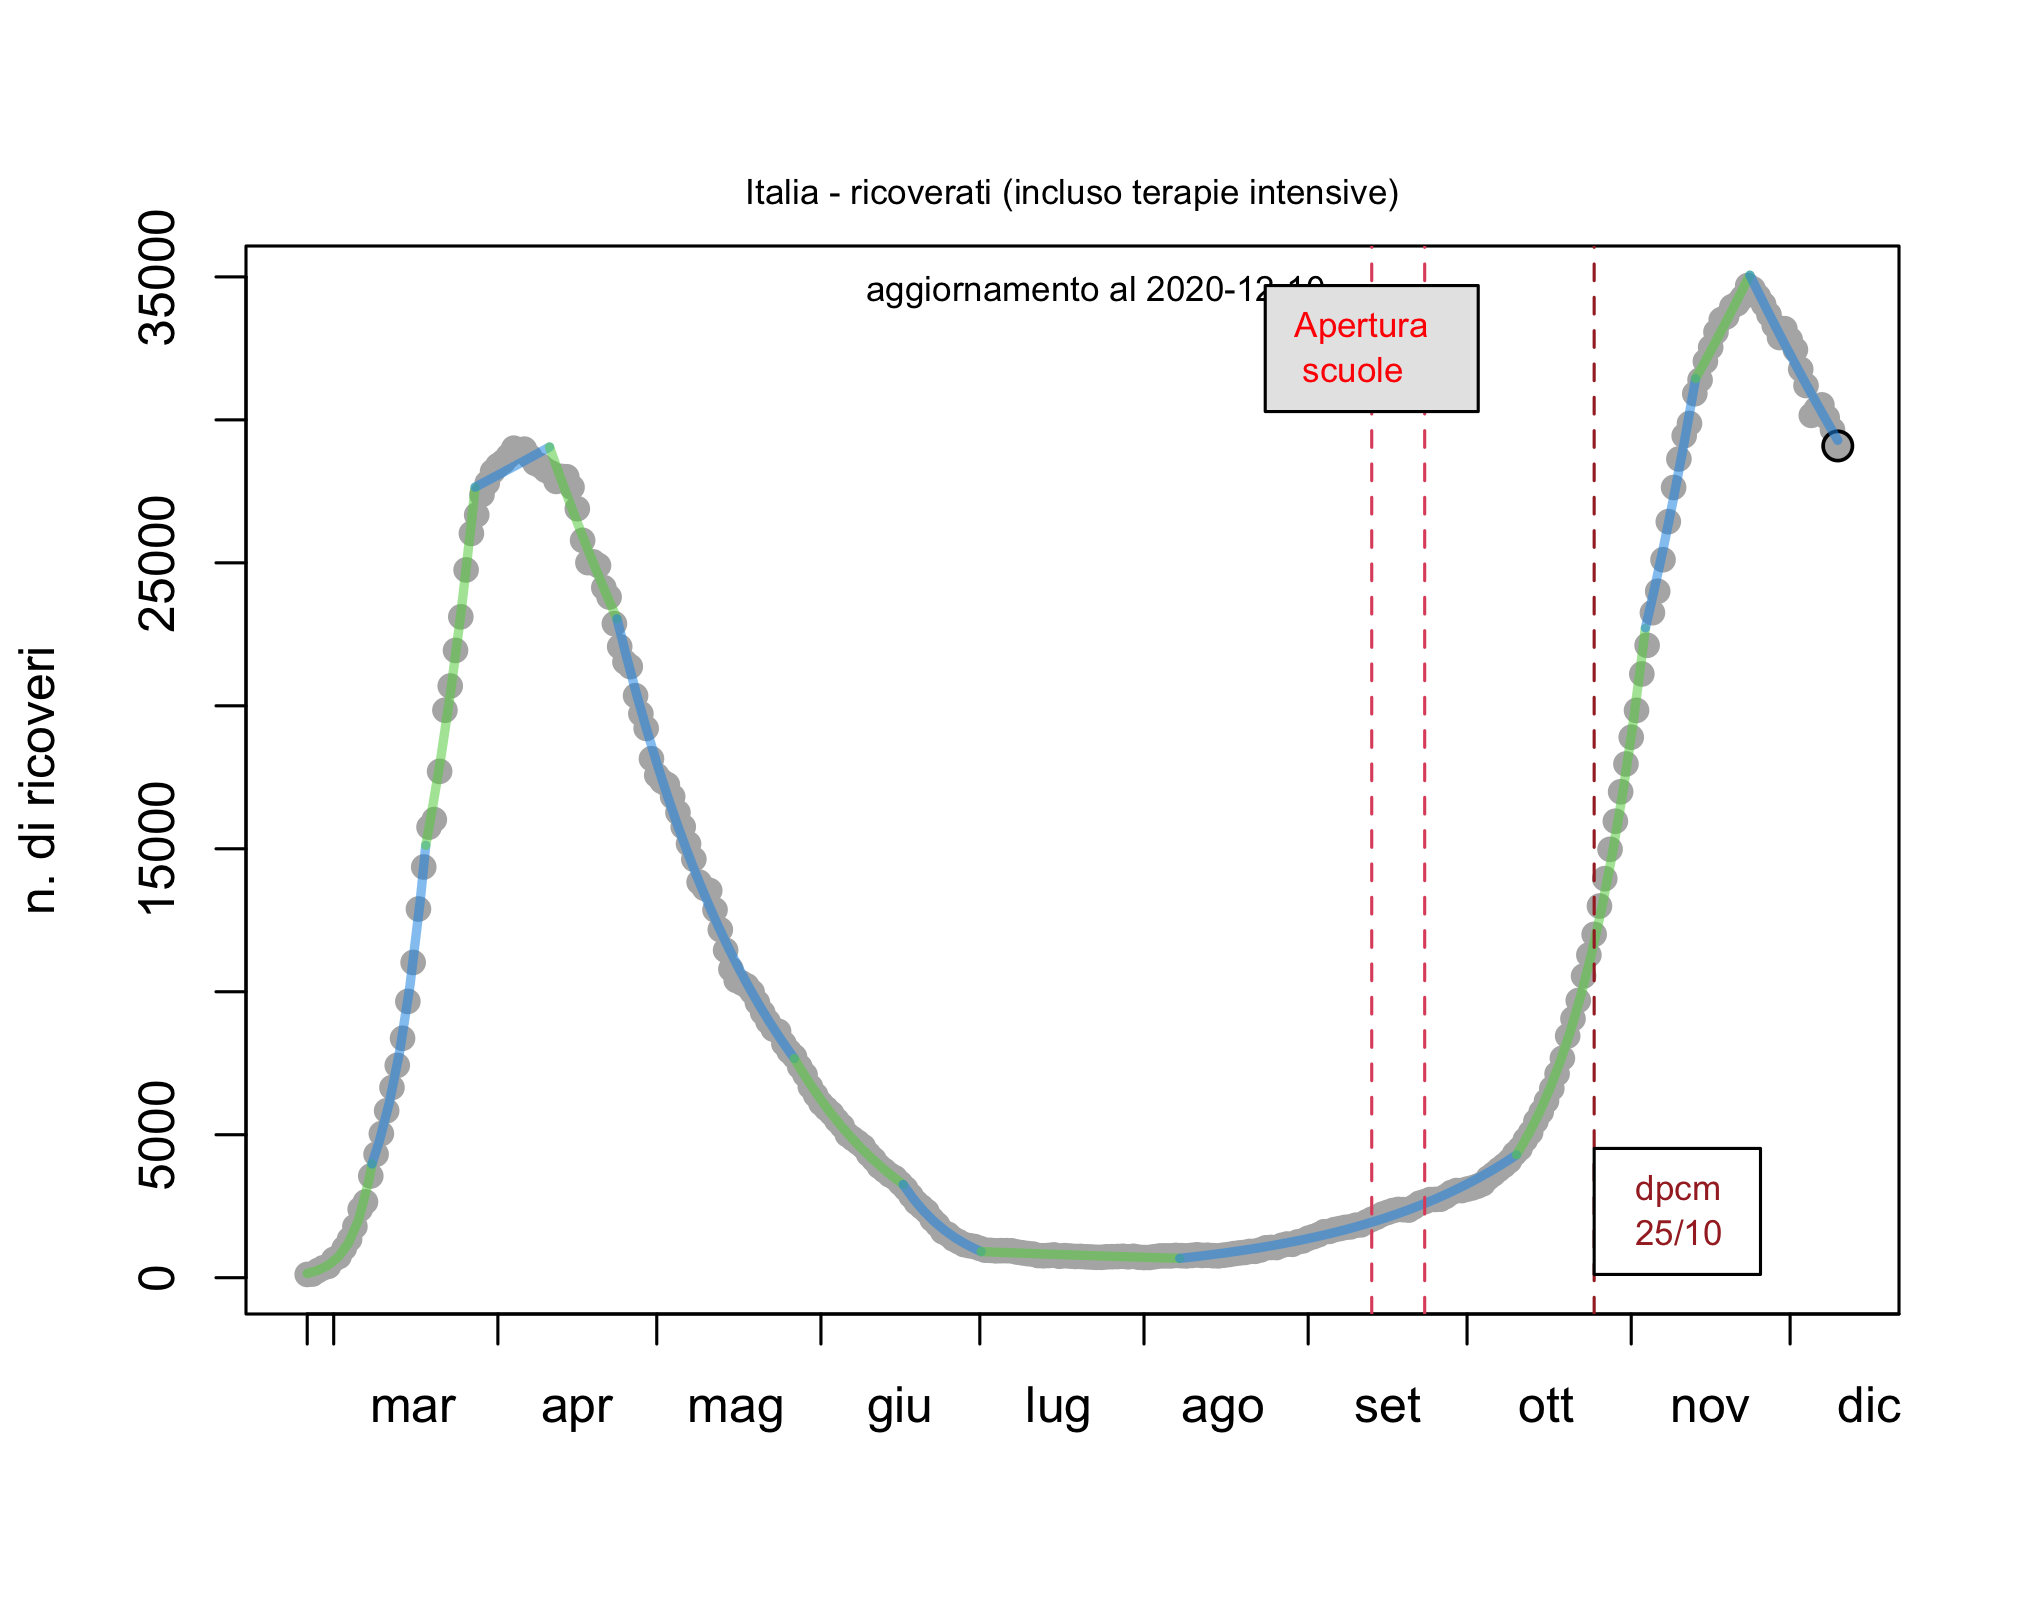 Italia - ricoverati (incluso terapie intensive)
aggiornamento al 2020-12-10
Apertura
scuole
35000
25000
15000
5000
0
n. di ricoveri
dpcm
25/10
mar apr mag giu lug ago set ott nov dic